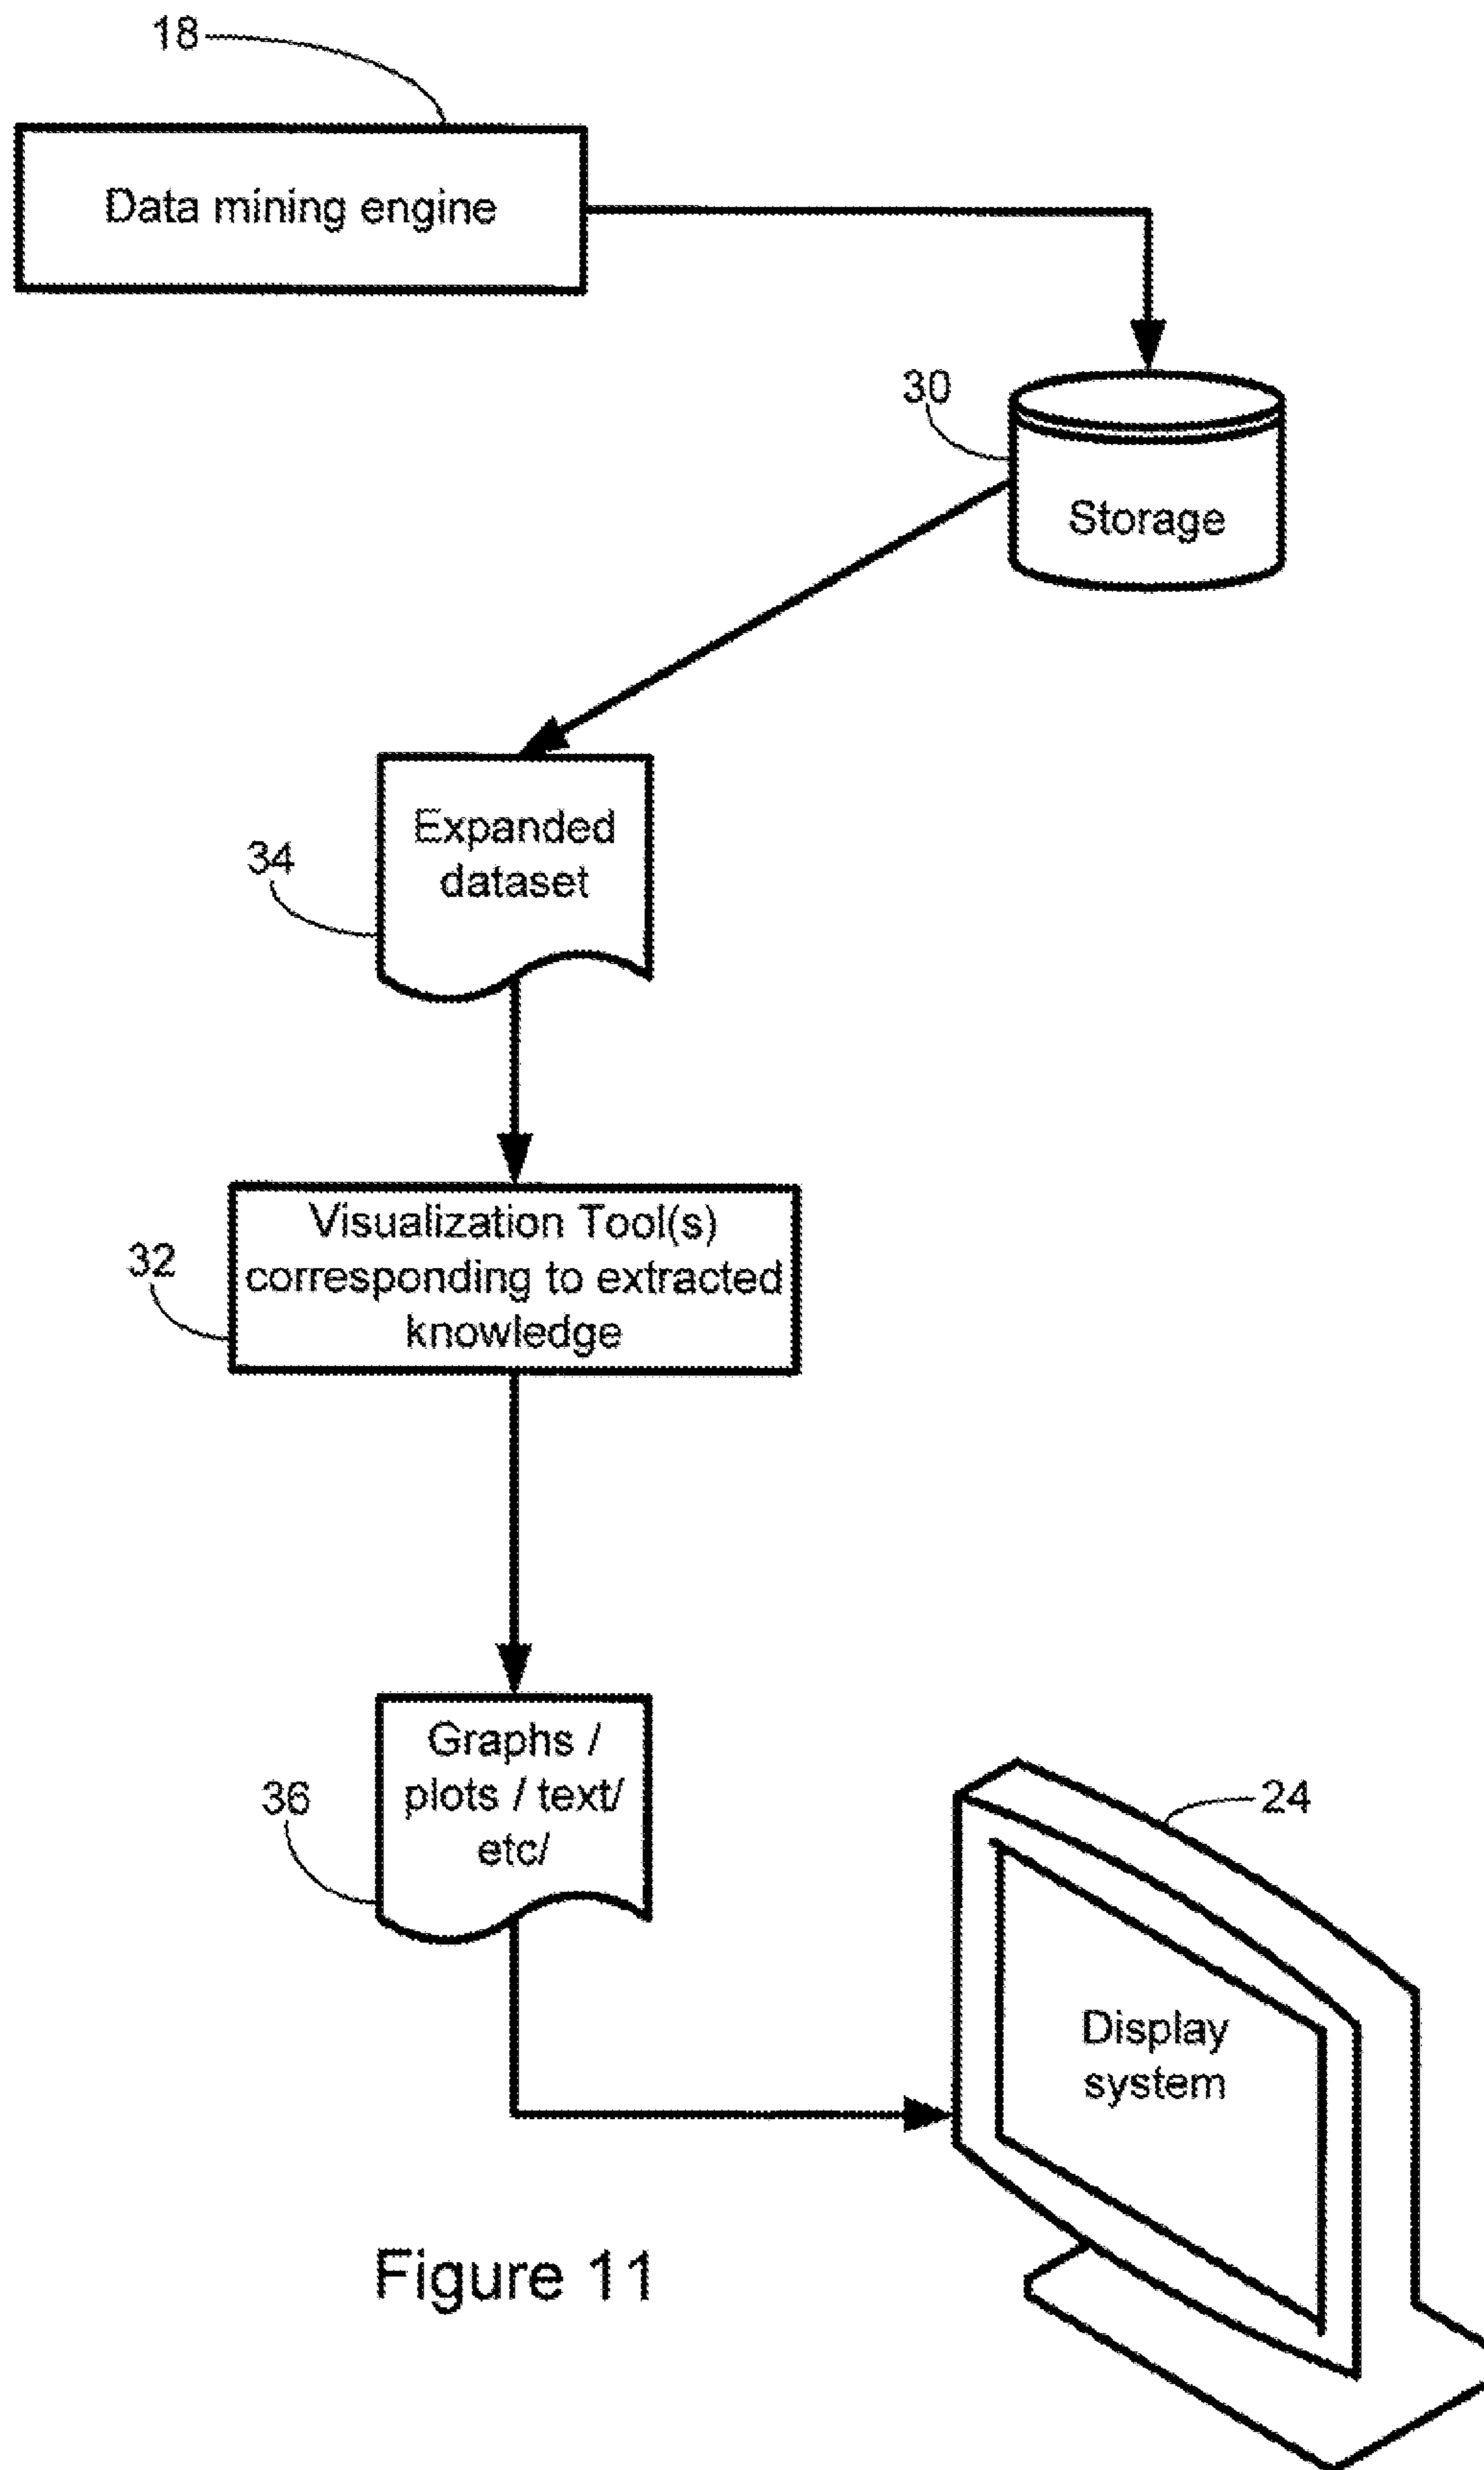 18
Data mining engine
30
Storage
Expanded
dataset
34
Visualization Tool(s)
corresponding to extracted
knowledge
32
Graphs /
plots / text/
etc/
36
24
Display
system
Figure 11